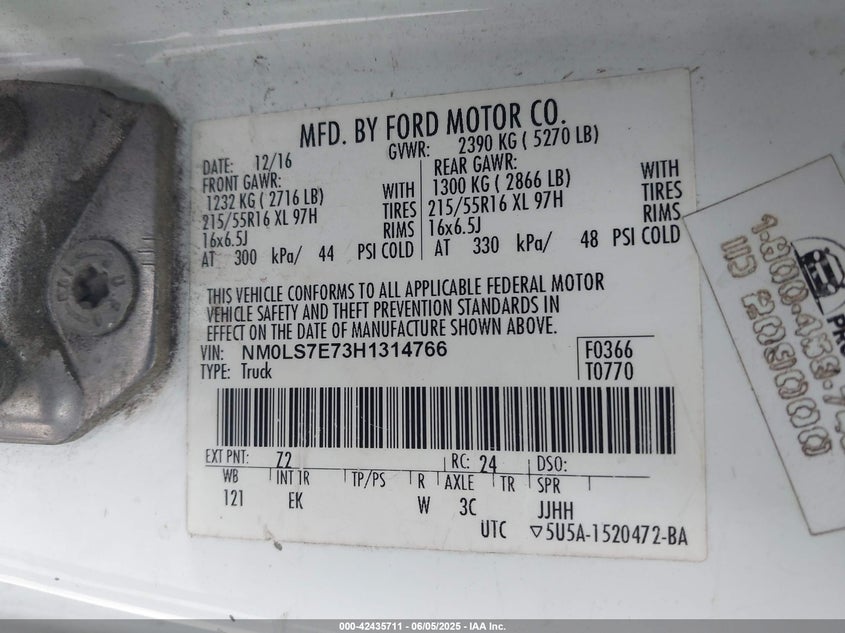 MFD. BY FORD MOTOR CO.
DATE: 12/16
GVWR: 2390 KG ( 5270 LB)
FRONT GAWR:
1232 KG ( 2716 LB) WITH
215/55R16 XL 97H TIRES
16x6.5J RIMS
AT 300 kPa/ 44 PSI COLD
REAR GAWR:
1300 KG ( 2866 LB) WITH
215/55R16 XL 97H TIRES
16x6.5J RIMS
AT 330 kPa/ 48 PSI COLD
THIS VEHICLE CONFORMS TO ALL APPLICABLE FEDERAL MOTOR
VEHICLE SAFETY AND THEFT PREVENTION STANDARDS IN
EFFECT ON THE DATE OF MANUFACTURE SHOWN ABOVE.
VIN: NM0LS7E73H1314766
TYPE: Truck
F0366
T0770
EXT PNT: Z2 RC: 24 DSO:
WB INT TR TP/PS R AXLE TR SPR
121 EK W 3C JJHH
UTC ▽5U5A-1520472-BA
000-42435711 - 06/05/2025 - IAA Inc.